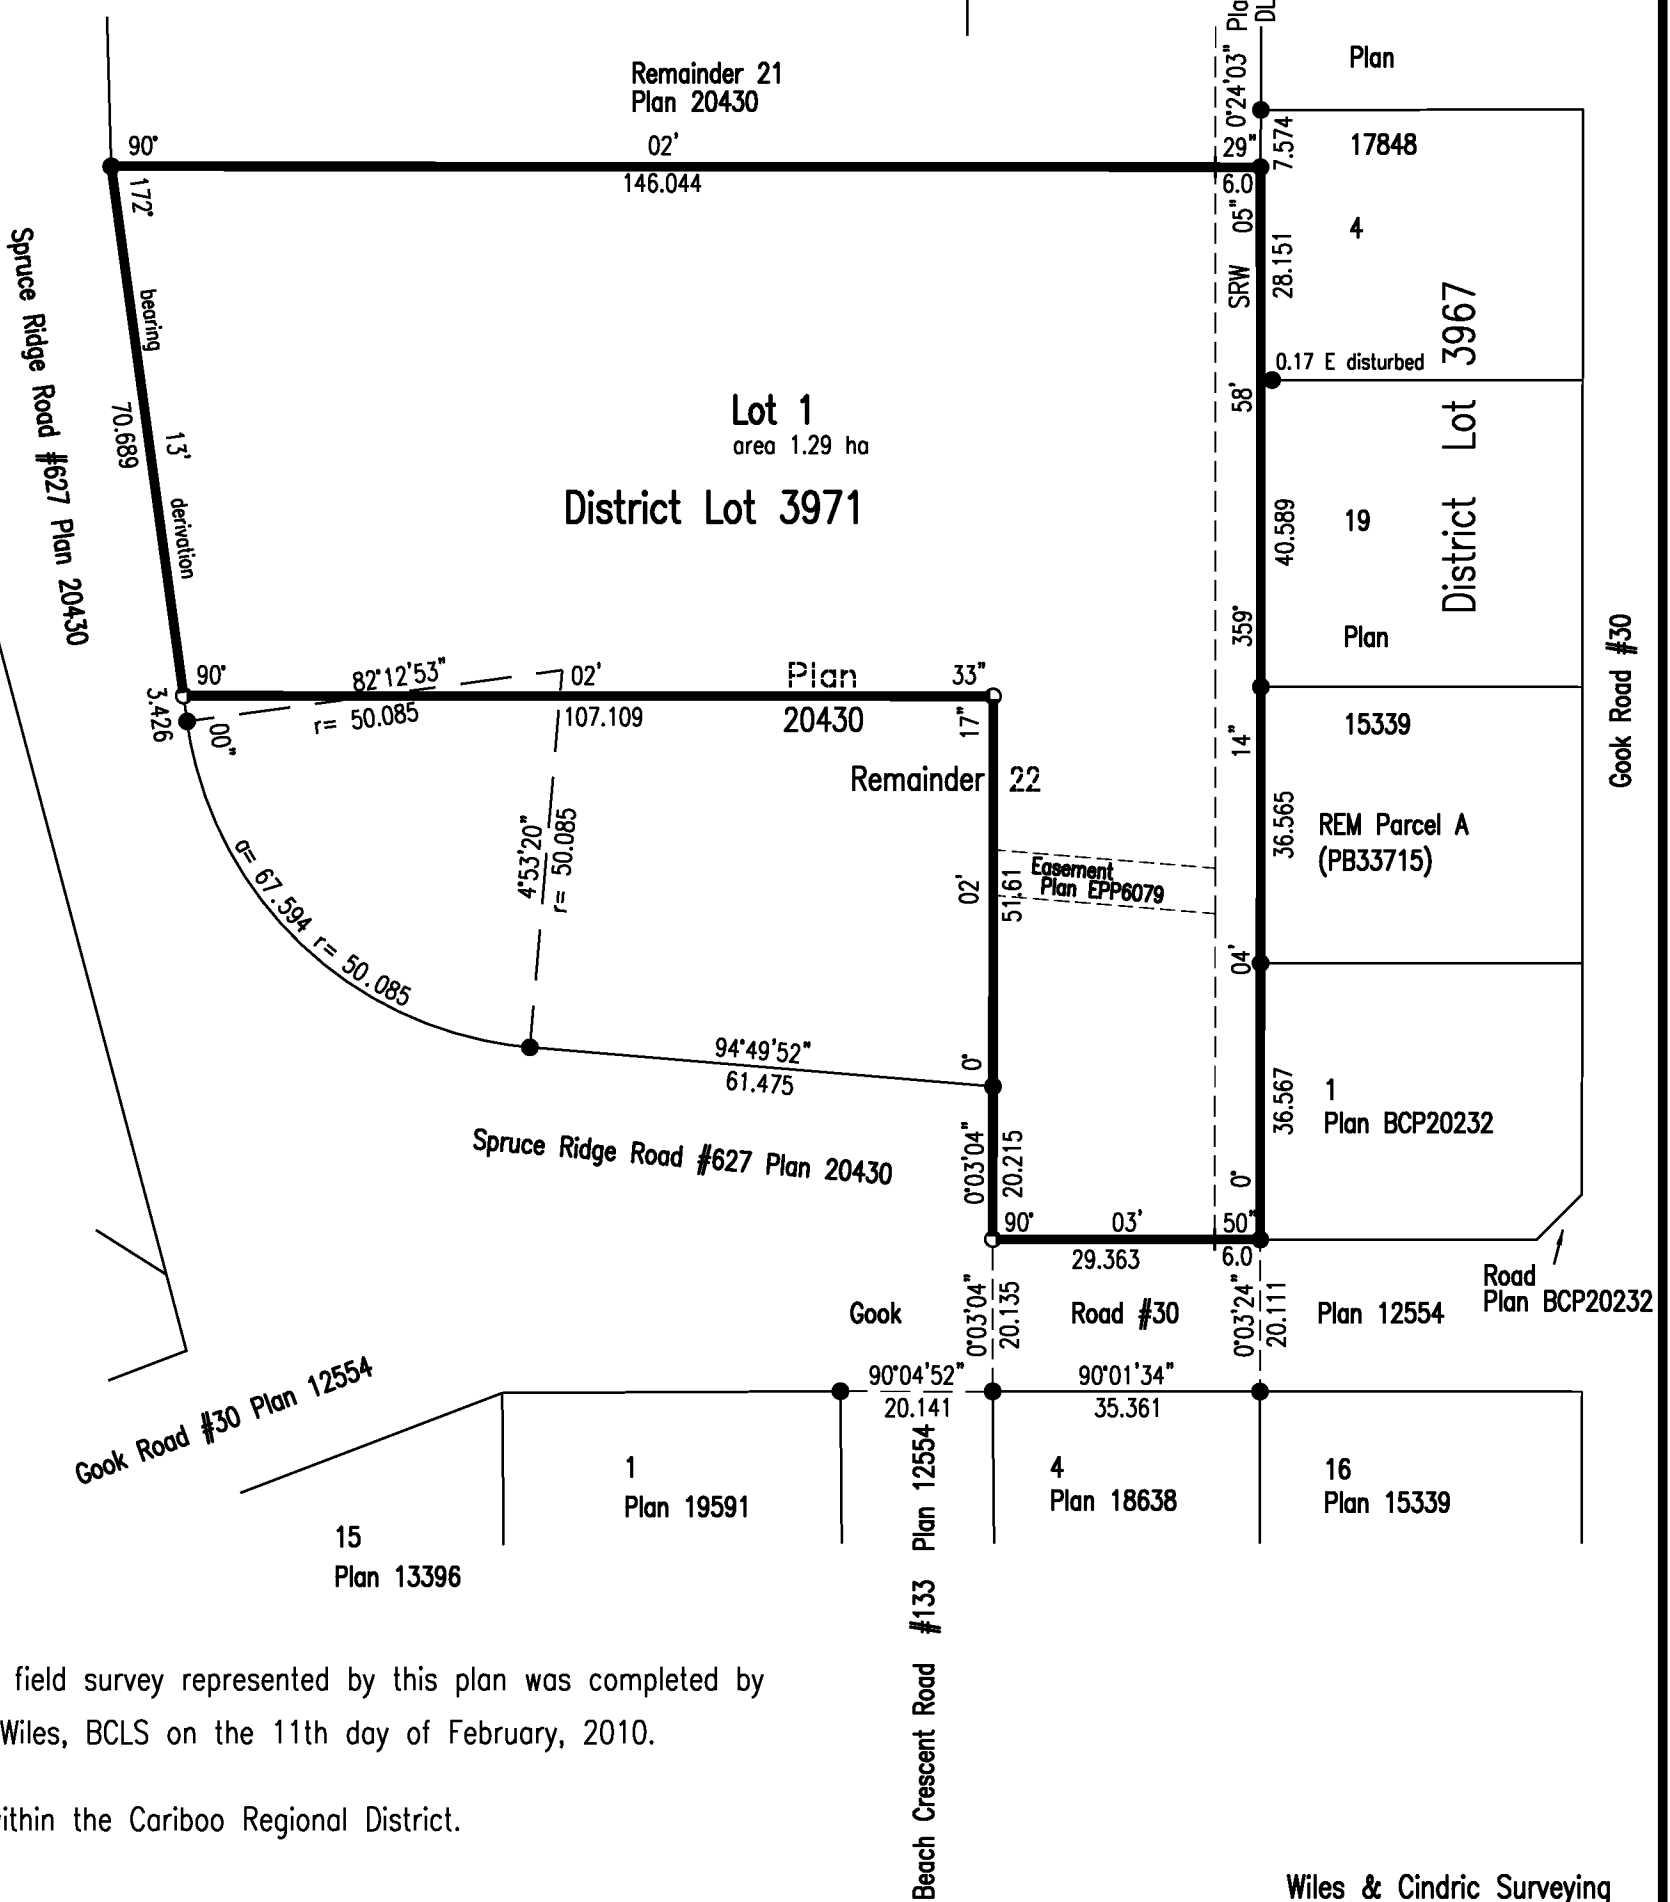 Remainder 21
Plan 20430
0°24'03"
DL
Plan
17848
4
90° 02' 29"
146.044
6.0
7.574
172° 13' 00"
bearing derivation
70.689
Spruce Ridge Road #627 Plan 20430
05"
SRW
58'
359°
28.151
0.17 E disturbed
District Lot 3967
Lot 1
area 1.29 ha
District Lot 3971
40.589
19
Plan
15339
Gook Road #30
90° 02' 33"
82°12'53"
r= 50.085
107.109
Plan
20430
3.426
17"
02'
0°
51.61
Remainder 22
14"
04'
0°
36.565
REM Parcel A
(PB33715)
Easement
Plan EPP6079
4°53'20"
r= 50.085
a= 67.594 r= 50.085
94°49'52"
61.475
Spruce Ridge Road #627 Plan 20430
0°03'04"
20.215
36.567
1
Plan BCP20232
90° 03' 50"
29.363
6.0
Road
Plan BCP20232
Gook Road #30 Plan 12554
0°03'04"
20.135
0°03'24"
20.111
90°04'52"
20.141
90°01'34"
35.361
Gook Road #30 Plan 12554
1
Plan 19591
4
Plan 18638
16
Plan 15339
15
Plan 13396
Beach Crescent Road #133 Plan 12554
field survey represented by this plan was completed by
Wiles, BCLS on the 11th day of February, 2010.
within the Cariboo Regional District.
Wiles & Cindric Surveying